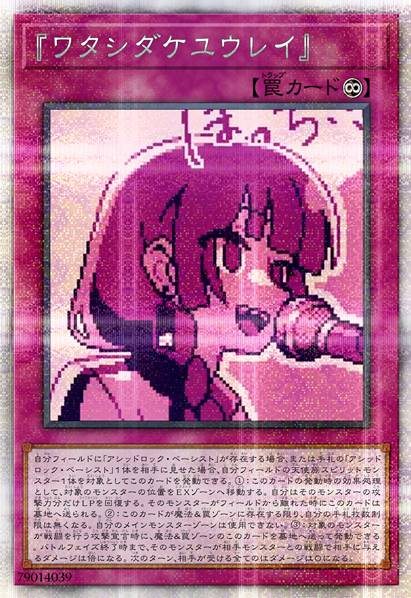 『ワタシダケユウレイ』
【罠カード♾】
トラップ
自分フィールドに「アシッドロック・ベーシスト」が存在する場合、または手札の「アシッド
ロック・ベーシスト」1体を相手に見せた場合、自分フィールドの天使族スピリットモンス
ター1体を対象としてこのカードを発動できる。①:このカードの発動時の効果処理
として、対象のモンスターの位置をEXゾーンへ移動する。自分はそのモンスターの攻
撃力分だけLPを回復する。そのモンスターがフィールドから離れた時にこのカードは
墓地へ送られる。②:このカードが魔法&罠ゾーンに存在する限り、自分の手札枚数制
限は無くなる。自分のメインモンスターゾーンは使用できない。③:対象のモンスター
が戦闘を行う攻撃宣言時に、魔法&罠ゾーンのこのカードを墓地へ送って発動できる
。バトルフェイズ終了時まで、そのモンスターが相手モンスターとの戦闘で相手に与え
るダメージは倍になる。次のターン、相手が受ける全てのはダメージは0になる。
79014039